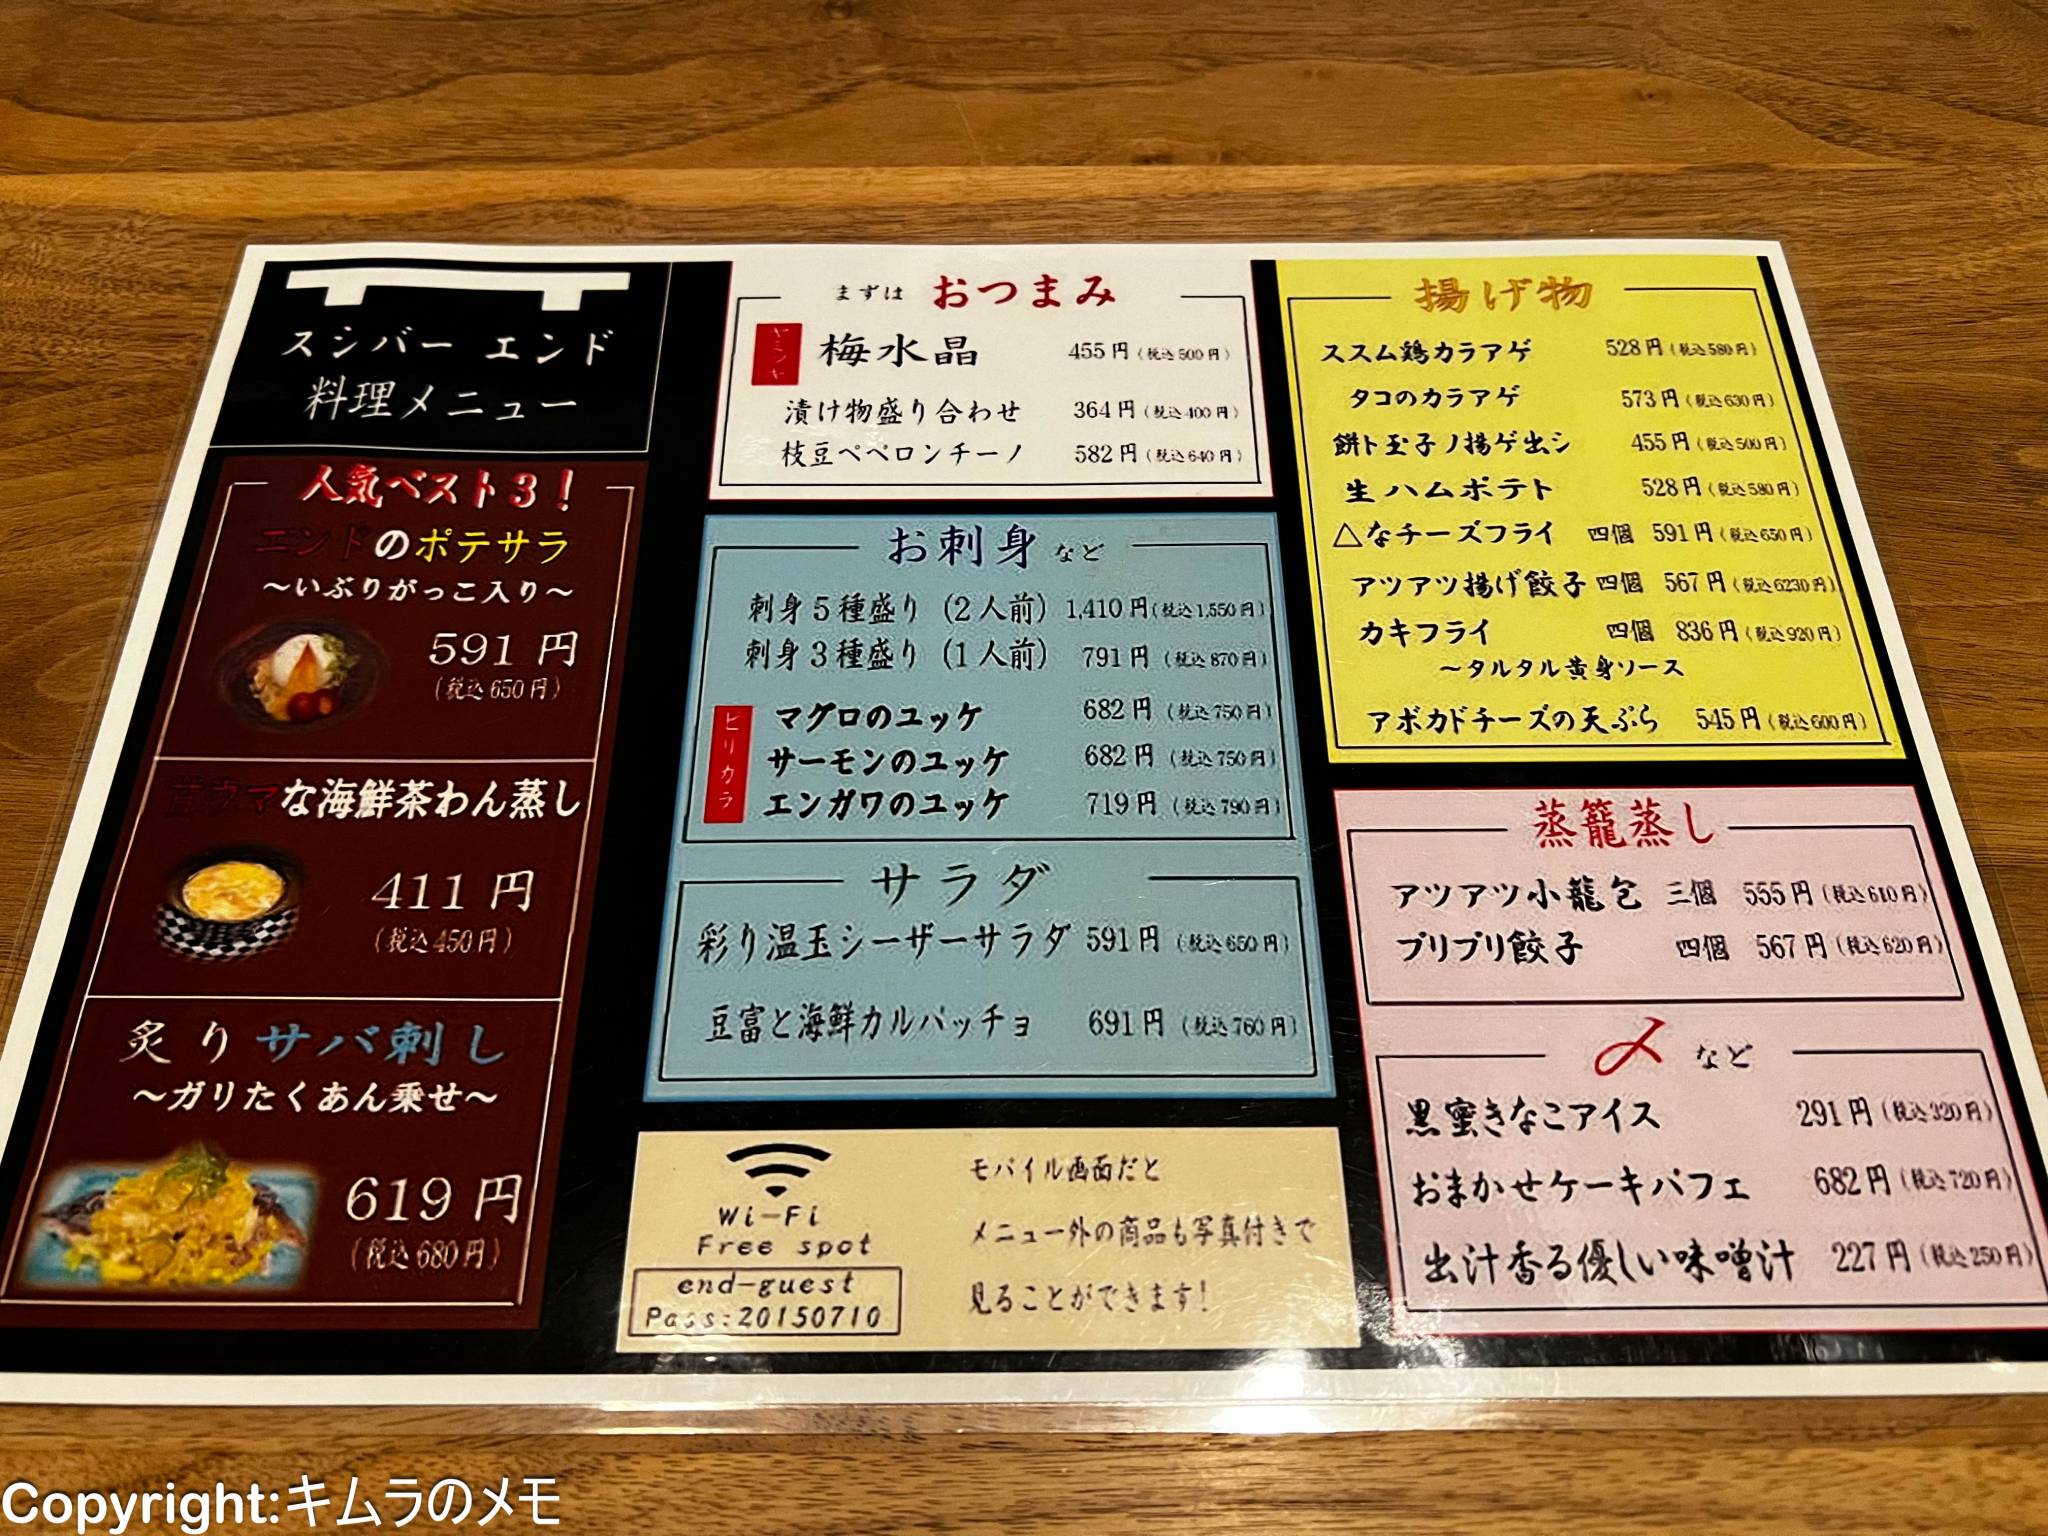 スシバー エンド
料理メニュー
人気ベスト3！
エンドのポテサラ
～いぶりがっこ入り～
591円
（税込650円）
旨ウマな海鮮茶わん蒸し
411円
（税込450円）
炙りサバ刺し
～ガリたくあん乗せ～
619円
（税込680円）
まずは おつまみ
梅水晶 455円（税込500円）
漬け物盛り合わせ 364円（税込400円）
枝豆ペペロンチーノ 582円（税込640円）
お刺身など
刺身5種盛り（2人前） 1,410円（税込1,550円）
刺身3種盛り（1人前） 791円（税込870円）
ピリカラ
マグロのユッケ 682円（税込750円）
サーモンのユッケ 682円（税込750円）
エンガワのユッケ 719円（税込790円）
サラダ
彩り温玉シーザーサラダ 591円（税込650円）
豆富と海鮮カルパッチョ 691円（税込760円）
Wi-Fi
Free spot
end-guest
Pass:20150710
モバイル画面だと
メニュー外の商品も写真付きで
見ることができます！
揚げ物
ススム鶏カラアゲ 528円（税込580円）
タコのカラアゲ 573円（税込630円）
餅ト玉子ノ揚ゲ出シ 455円（税込500円）
生ハムポテト 528円（税込580円）
△なチーズフライ 四個 591円（税込650円）
アツアツ揚げ餃子 四個 567円（税込6230円）
カキフライ 四個 836円（税込920円）
～タルタル黄身ソース
アボカドチーズの天ぷら 545円（税込600円）
蒸籠蒸し
アツアツ小龍包 三個 555円（税込610円）
プリプリ餃子 四個 567円（税込620円）
〆など
黒蜜きなこアイス 291円（税込320円）
おまかせケーキパフェ 682円（税込720円）
出汁香る優しい味噌汁 227円（税込250円）
Copyright:キムラのメモ